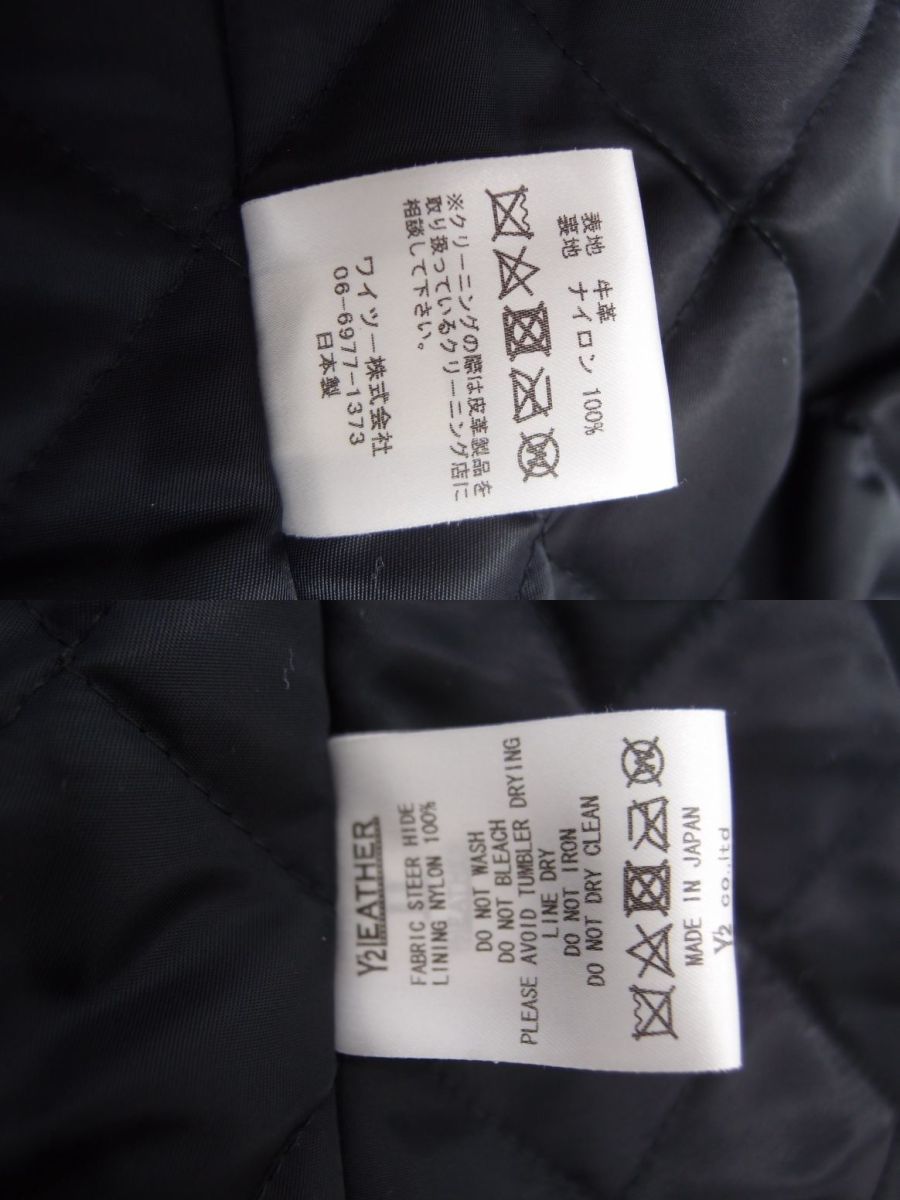 表地 牛革
裏地 ナイロン 100%
※クリーニングの際は皮革製品を
取り扱っているクリーニング店に
相談して下さい。
ワイツー株式会社
06-6977-1373
日本製
Y2LEATHER
FABRIC STEER HIDE
LINING NYLON 100%
DO NOT WASH
DO NOT BLEACH
PLEASE AVOID TUMBLER DRYING
LINE DRY
DO NOT IRON
DO NOT DRY CLEAN
MADE IN JAPAN
Y2 co.,ltd